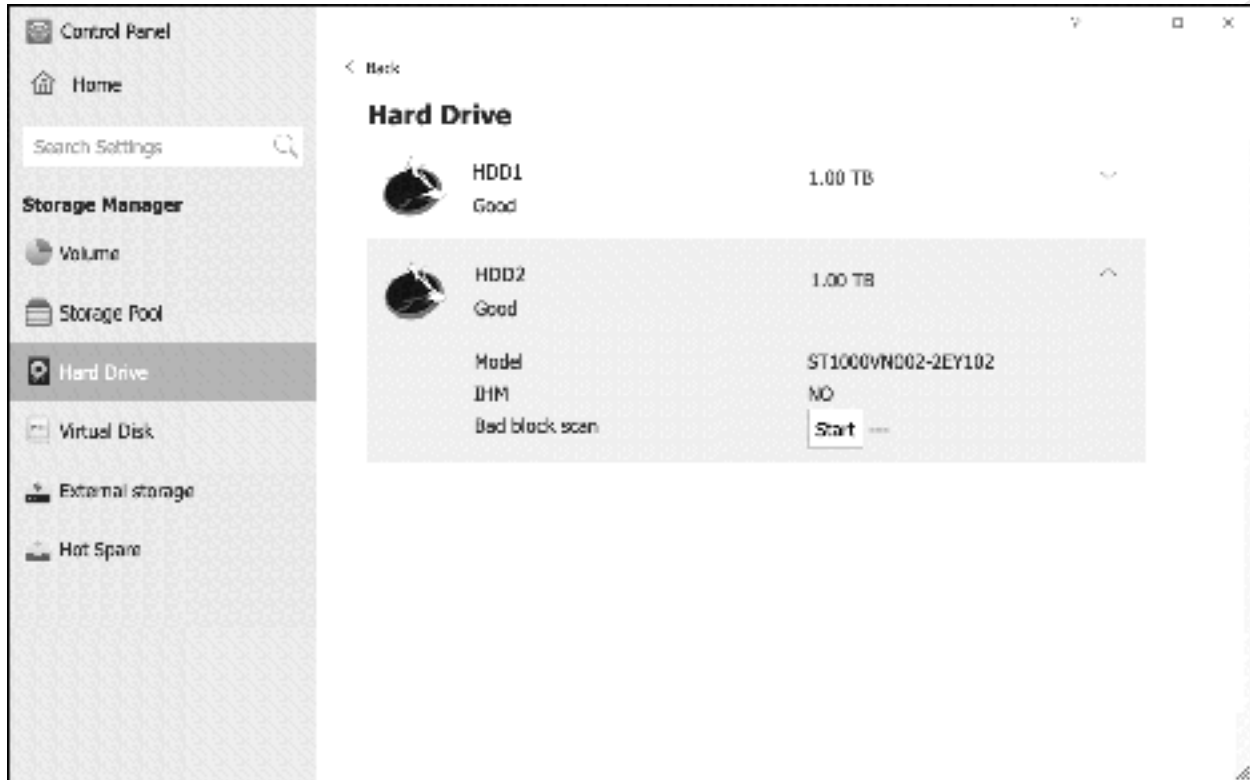 Control Panel
Home
Search Settings
Storage Manager
Volume
Storage Pool
Hard Drive
Virtual Disk
External storage
Hot Spare
?
< Back
Hard Drive
HDD1
1.00 TB
Good
HDD2
1.00 TB
Good
Model ST1000VN002-2EY102
IHM NO
Bad block scan Start ---